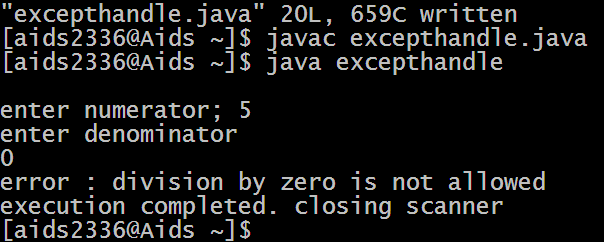 "excepthandle.java" 20L, 659C written
[aids2336@Aids ~]$ javac excepthandle.java
[aids2336@Aids ~]$ java excepthandle
enter numerator; 5
enter denominator
0
error : division by zero is not allowed
execution completed. closing scanner
[aids2336@Aids ~]$